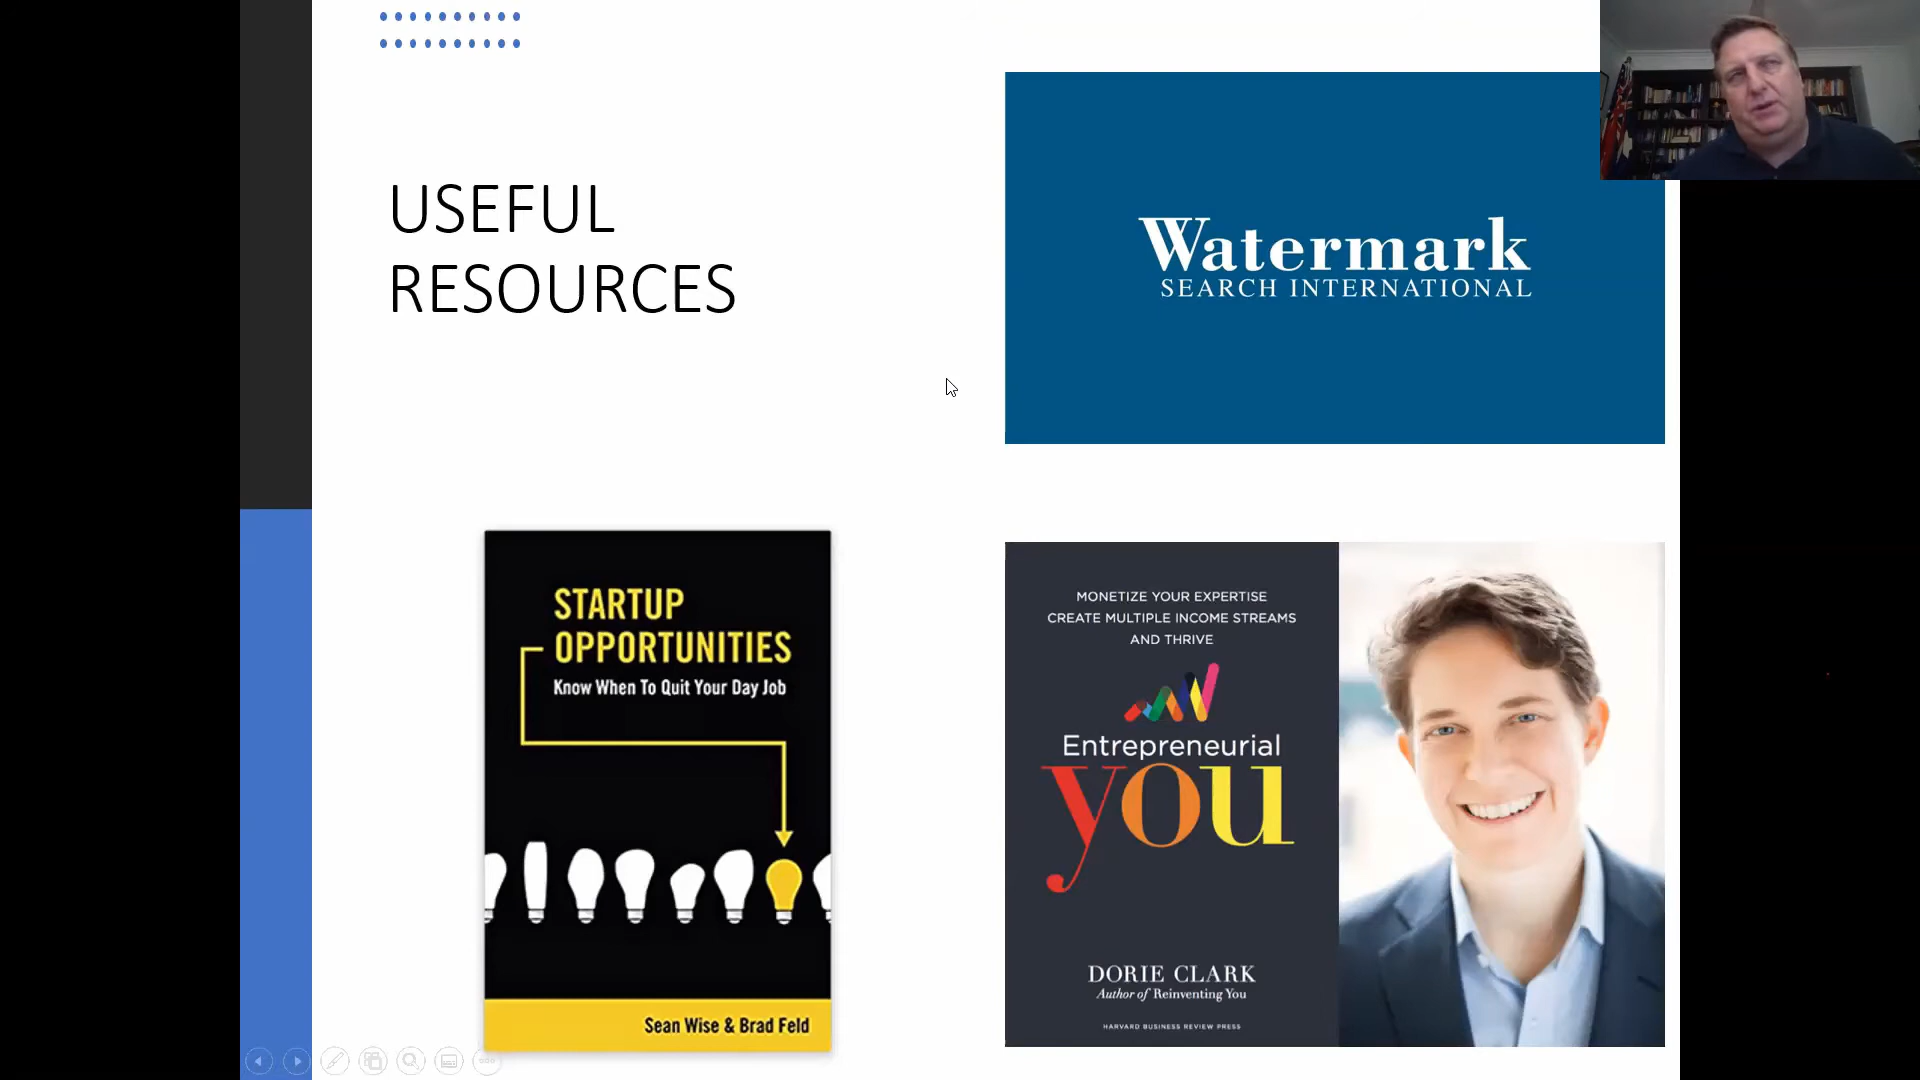 USEFUL
RESOURCES
Watermark
SEARCH INTERNATIONAL
STARTUP
OPPORTUNITIES
Know When To Quit Your Day Job
Sean Wise & Brad Feld
MONETIZE YOUR EXPERTISE
CREATE MULTIPLE INCOME STREAMS
AND THRIVE
Entrepreneurial
you
DORIE CLARK
Author of Reinventing You
HARVARD BUSINESS REVIEW PRESS